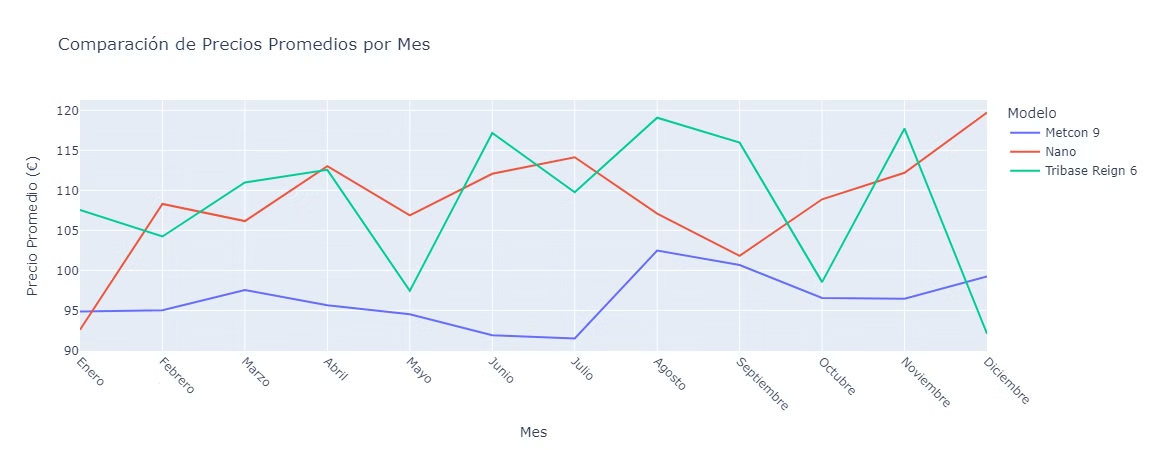 Comparación de Precios Promedios por Mes
Precio Promedio (€)
120
115
110
105
100
95
90
Enero
Febrero
Marzo
Abril
Mayo
Junio
Julio
Agosto
Septiembre
Octubre
Noviembre
Diciembre
Mes
Modelo
Metcon 9
Nano
Tribase Reign 6